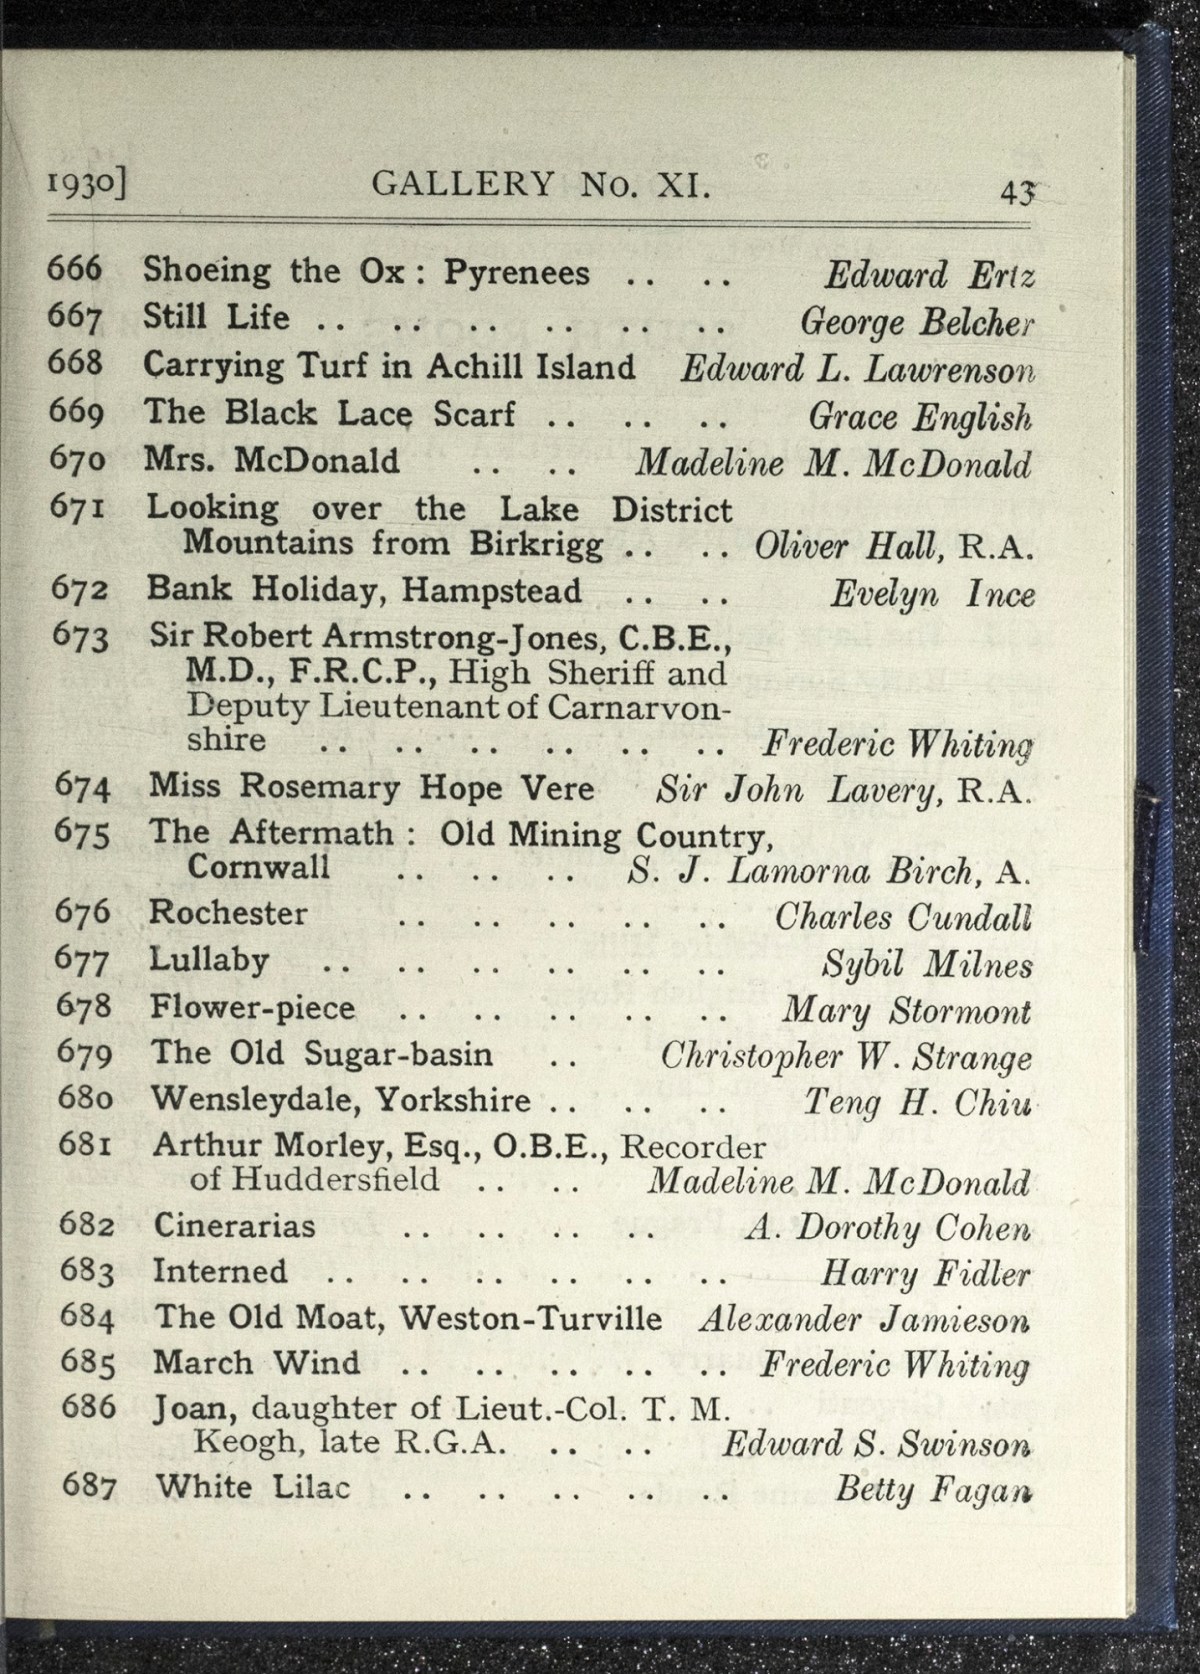 1930] GALLERY No. XI. 43
666 Shoeing the Ox : Pyrenees .. .. Edward Ertz
667 Still Life .. .. .. .. .. .. George Belcher
668 Carrying Turf in Achill Island Edward L. Lawrenson
669 The Black Lace Scarf .. .. .. Grace English
670 Mrs. McDonald .. .. Madeline M. McDonald
671 Looking over the Lake District
Mountains from Birkrigg .. .. Oliver Hall, R.A.
672 Bank Holiday, Hampstead .. .. Evelyn Ince
673 Sir Robert Armstrong-Jones, C.B.E.,
M.D., F.R.C.P., High Sheriff and
Deputy Lieutenant of Carnarvon-
shire .. .. .. .. .. .. Frederic Whiting
674 Miss Rosemary Hope Vere Sir John Lavery, R.A.
675 The Aftermath : Old Mining Country,
Cornwall .. .. .. S. J. Lamorna Birch, A.
676 Rochester .. .. .. .. .. Charles Cundall
677 Lullaby .. .. .. .. .. .. Sybil Milnes
678 Flower-piece .. .. .. .. .. Mary Stormont
679 The Old Sugar-basin .. Christopher W. Strange
680 Wensleydale, Yorkshire .. .. .. Teng H. Chiu
681 Arthur Morley, Esq., O.B.E., Recorder
of Huddersfield .. .. Madeline M. McDonald
682 Cinerarias .. .. .. .. A. Dorothy Cohen
683 Interned .. .. .. .. .. .. Harry Fidler
684 The Old Moat, Weston-Turville Alexander Jamieson
685 March Wind .. .. .. .. .. Frederic Whiting
686 Joan, daughter of Lieut.-Col. T. M.
Keogh, late R.G.A. .. .. Edward S. Swinson
687 White Lilac .. .. .. .. .. Betty Fagan